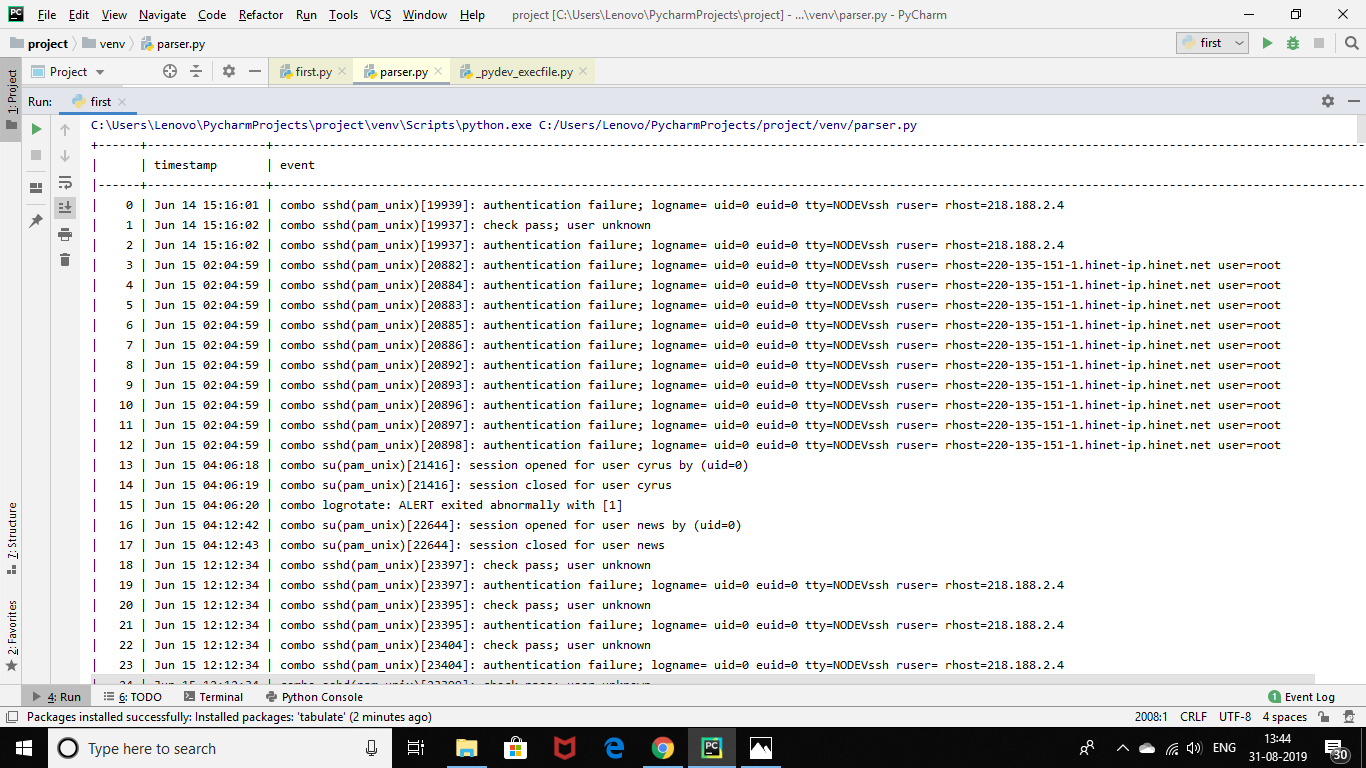 File Edit View Navigate Code Refactor Run Tools VCS Window Help project [C:\Users\Lenovo\PycharmProjects\project] - ...\venv\parser.py - PyCharm
project venv parser.py first
Project first.py parser.py _pydev_execfile.py
1: Project
Run: first
C:\Users\Lenovo\PycharmProjects\project\venv\Scripts\python.exe C:/Users/Lenovo/PycharmProjects/project/venv/parser.py
| | timestamp | event
| 0 | Jun 14 15:16:01 | combo sshd(pam_unix)[19939]: authentication failure; logname= uid=0 euid=0 tty=NODEVssh ruser= rhost=218.188.2.4
| 1 | Jun 14 15:16:02 | combo sshd(pam_unix)[19937]: check pass; user unknown
| 2 | Jun 14 15:16:02 | combo sshd(pam_unix)[19937]: authentication failure; logname= uid=0 euid=0 tty=NODEVssh ruser= rhost=218.188.2.4
| 3 | Jun 15 02:04:59 | combo sshd(pam_unix)[20882]: authentication failure; logname= uid=0 euid=0 tty=NODEVssh ruser= rhost=220-135-151-1.hinet-ip.hinet.net user=root
| 4 | Jun 15 02:04:59 | combo sshd(pam_unix)[20884]: authentication failure; logname= uid=0 euid=0 tty=NODEVssh ruser= rhost=220-135-151-1.hinet-ip.hinet.net user=root
| 5 | Jun 15 02:04:59 | combo sshd(pam_unix)[20883]: authentication failure; logname= uid=0 euid=0 tty=NODEVssh ruser= rhost=220-135-151-1.hinet-ip.hinet.net user=root
| 6 | Jun 15 02:04:59 | combo sshd(pam_unix)[20885]: authentication failure; logname= uid=0 euid=0 tty=NODEVssh ruser= rhost=220-135-151-1.hinet-ip.hinet.net user=root
| 7 | Jun 15 02:04:59 | combo sshd(pam_unix)[20886]: authentication failure; logname= uid=0 euid=0 tty=NODEVssh ruser= rhost=220-135-151-1.hinet-ip.hinet.net user=root
| 8 | Jun 15 02:04:59 | combo sshd(pam_unix)[20892]: authentication failure; logname= uid=0 euid=0 tty=NODEVssh ruser= rhost=220-135-151-1.hinet-ip.hinet.net user=root
| 9 | Jun 15 02:04:59 | combo sshd(pam_unix)[20893]: authentication failure; logname= uid=0 euid=0 tty=NODEVssh ruser= rhost=220-135-151-1.hinet-ip.hinet.net user=root
| 10 | Jun 15 02:04:59 | combo sshd(pam_unix)[20896]: authentication failure; logname= uid=0 euid=0 tty=NODEVssh ruser= rhost=220-135-151-1.hinet-ip.hinet.net user=root
| 11 | Jun 15 02:04:59 | combo sshd(pam_unix)[20897]: authentication failure; logname= uid=0 euid=0 tty=NODEVssh ruser= rhost=220-135-151-1.hinet-ip.hinet.net user=root
| 12 | Jun 15 02:04:59 | combo sshd(pam_unix)[20898]: authentication failure; logname= uid=0 euid=0 tty=NODEVssh ruser= rhost=220-135-151-1.hinet-ip.hinet.net user=root
| 13 | Jun 15 04:06:18 | combo su(pam_unix)[21416]: session opened for user cyrus by (uid=0)
| 14 | Jun 15 04:06:19 | combo su(pam_unix)[21416]: session closed for user cyrus
| 15 | Jun 15 04:06:20 | combo logrotate: ALERT exited abnormally with [1]
| 16 | Jun 15 04:12:42 | combo su(pam_unix)[22644]: session opened for user news by (uid=0)
| 17 | Jun 15 04:12:43 | combo su(pam_unix)[22644]: session closed for user news
| 18 | Jun 15 12:12:34 | combo sshd(pam_unix)[23397]: check pass; user unknown
| 19 | Jun 15 12:12:34 | combo sshd(pam_unix)[23397]: authentication failure; logname= uid=0 euid=0 tty=NODEVssh ruser= rhost=218.188.2.4
| 20 | Jun 15 12:12:34 | combo sshd(pam_unix)[23395]: check pass; user unknown
| 21 | Jun 15 12:12:34 | combo sshd(pam_unix)[23395]: authentication failure; logname= uid=0 euid=0 tty=NODEVssh ruser= rhost=218.188.2.4
| 22 | Jun 15 12:12:34 | combo sshd(pam_unix)[23404]: check pass; user unknown
| 23 | Jun 15 12:12:34 | combo sshd(pam_unix)[23404]: authentication failure; logname= uid=0 euid=0 tty=NODEVssh ruser= rhost=218.188.2.4
7: Structure
2: Favorites
4: Run 6: TODO Terminal Python Console 1 Event Log
Packages installed successfully: Installed packages: 'tabulate' (2 minutes ago) 2008:1 CRLF UTF-8 4 spaces
Type here to search ENG 13:44
31-08-2019 30